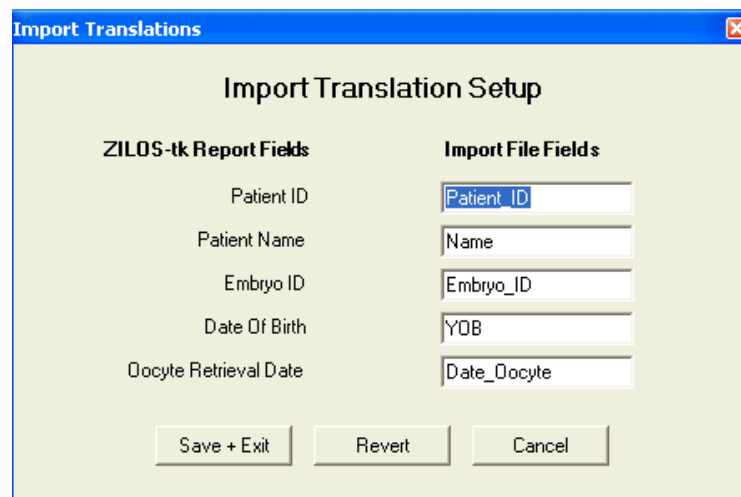 Import Translations
Import Translation Setup
ZILOS-tk Report Fields Import File Fields
Patient ID Patient_ID
Patient Name Name
Embryo ID Embryo_ID
Date Of Birth YOB
Oocyte Retrieval Date Date_Oocyte
Save + Exit Revert Cancel